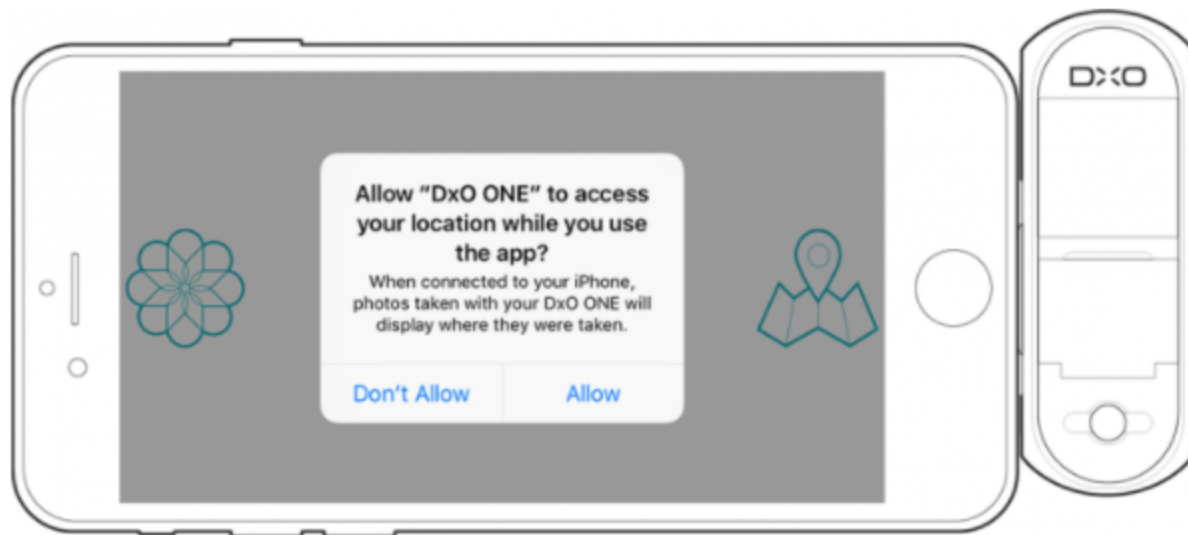 DXO
Allow “DxO ONE” to access
your location while you use
the app?
When connected to your iPhone,
photos taken with your DxO ONE will
display where they were taken.
Don’t Allow
Allow